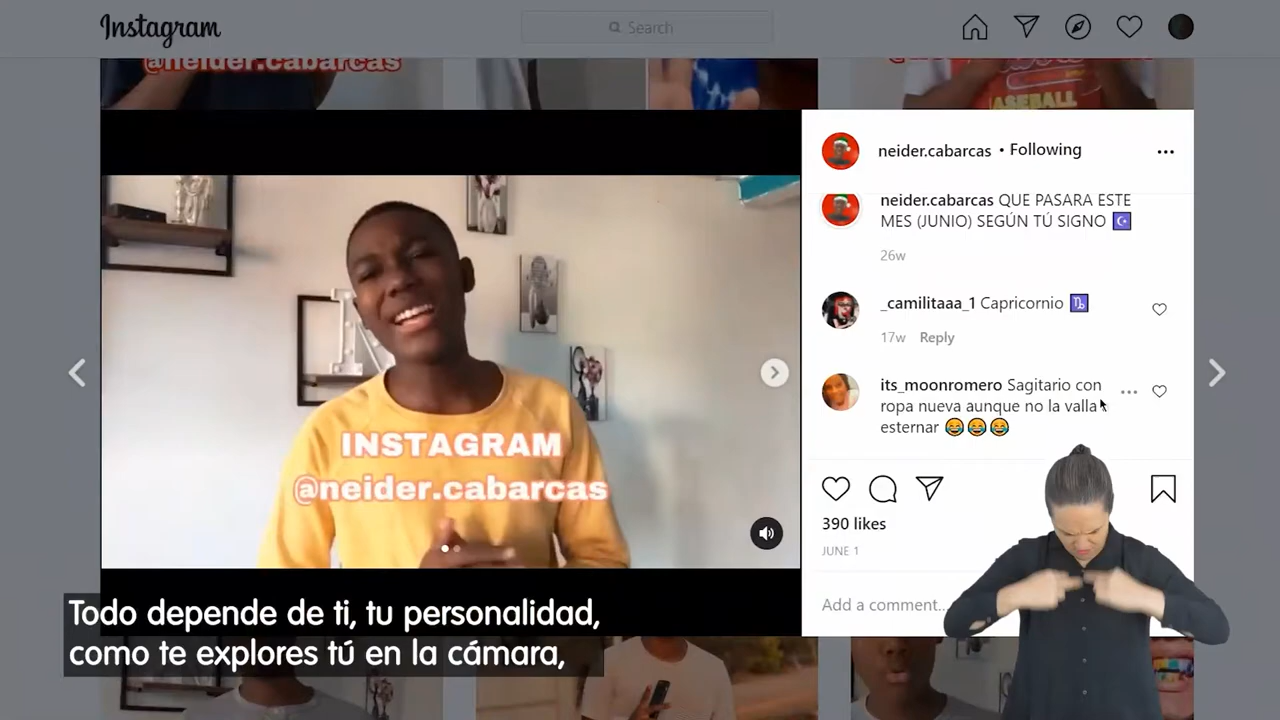 Instagram
Search
@neider.cabarcas
ASEBALL
neider.cabarcas • Following
neider.cabarcas QUE PASARA ESTE
MES (JUNIO) SEGÚN TÚ SIGNO
26w
_camilitaaa_1 Capricornio ♑
17w Reply
its_moonromero Sagitario con
ropa nueva aunque no la valla
esternar 😂😂😂
INSTAGRAM
@neider.cabarcas
390 likes
JUNE 1
Add a comment...
Todo depende de ti, tu personalidad,
como te explores tú en la cámara,